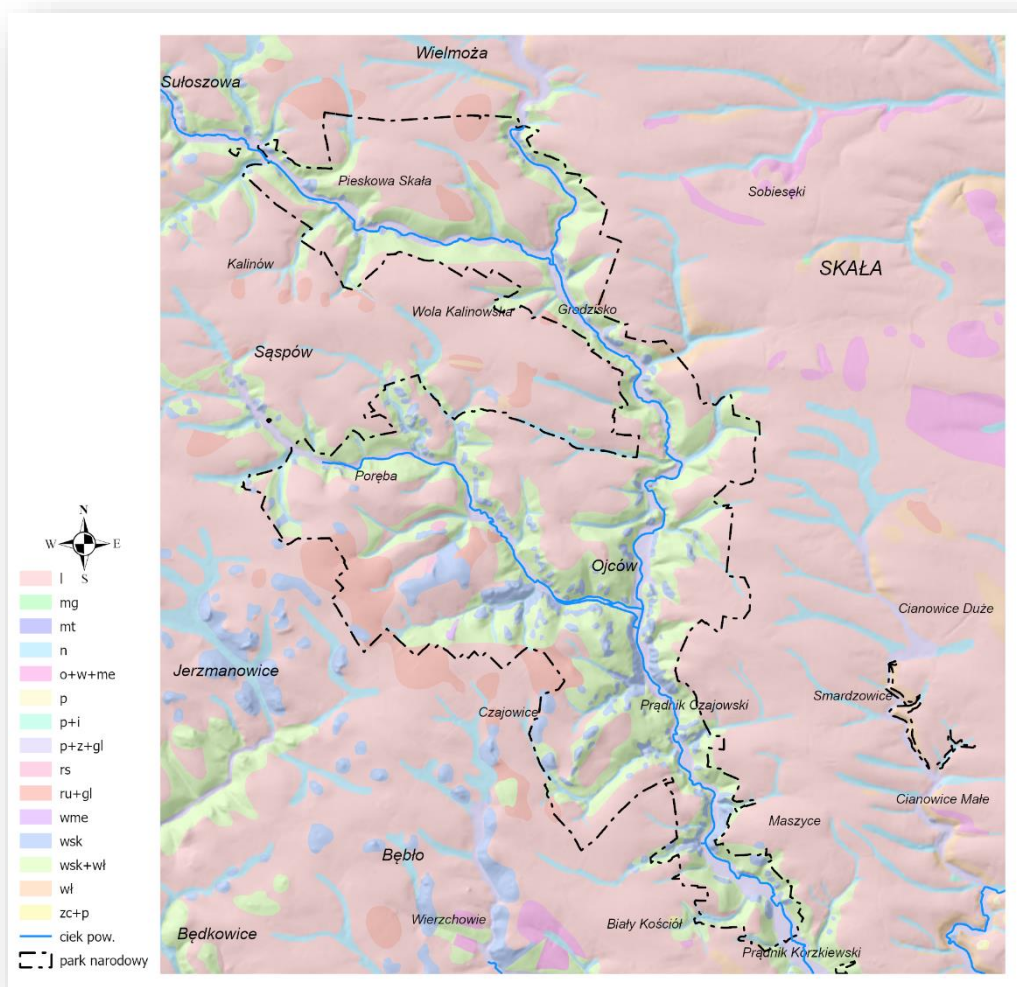 Wielmoża
Sułoszowa
Pieskowa Skała
Sobiesęki
Kalinów
SKAŁA
Wola Kalinowska
Grodzisko
Sąspów
Poręba
N
W
E
S
Ojców
l
mg
Cianowice Duże
mt
n
Jerzmanowice
o+w+me
p
Smardzowice
p+i
Czajowice
Prądnik Czajowski
p+z+gl
rs
ru+gl
Cianowice Małe
wme
Maszyce
wsk
Bębło
wsk+wł
wł
zc+p
Wierzchowie
Biały Kościół
ciek pow.
Będkowice
Prądnik Korzkiewski
park narodowy